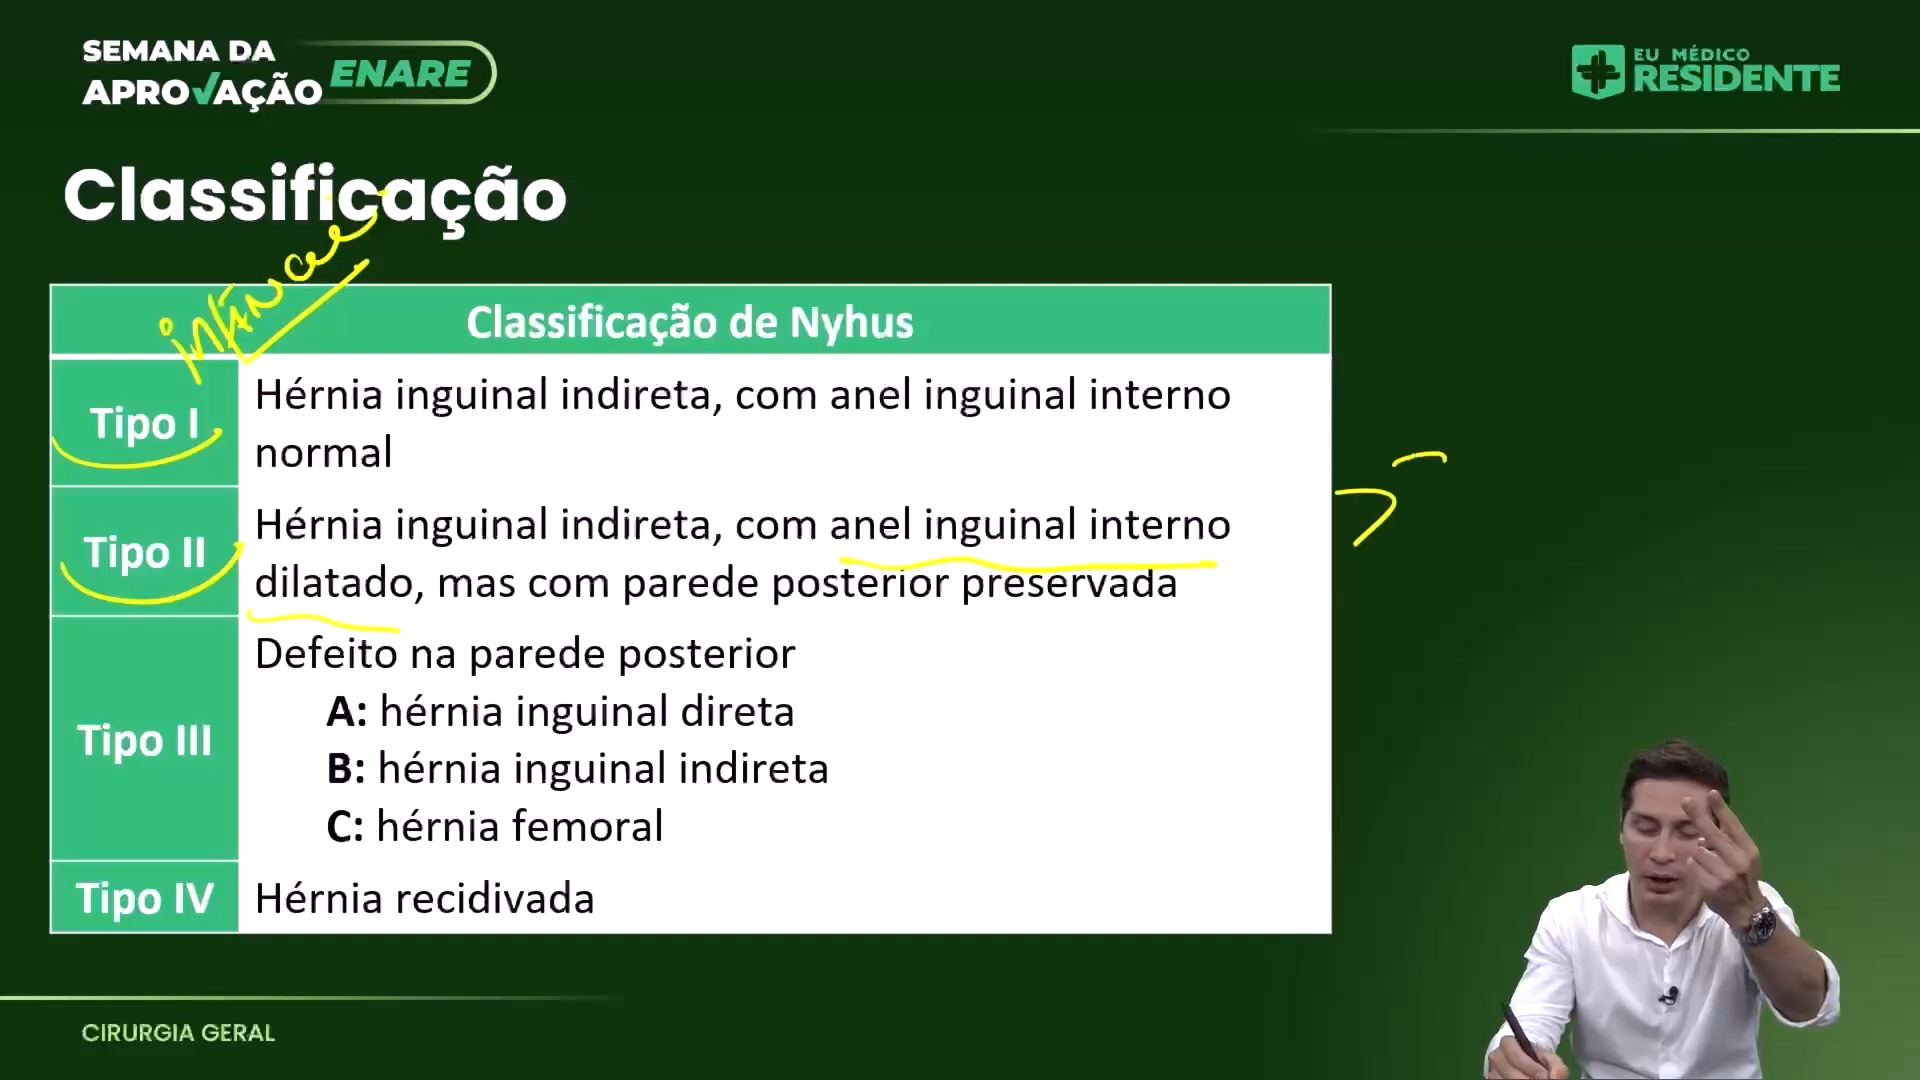 SEMANA DA
APROVAÇÃO
ENARE
EU MÉDICO
RESIDENTE
Classificação
infância
Classificação de Nyhus
Tipo I
Hérnia inguinal indireta, com anel inguinal interno
normal
Tipo II
Hérnia inguinal indireta, com anel inguinal interno
dilatado, mas com parede posterior preservada
Tipo III
Defeito na parede posterior
A: hérnia inguinal direta
B: hérnia inguinal indireta
C: hérnia femoral
Tipo IV
Hérnia recidivada
CIRURGIA GERAL